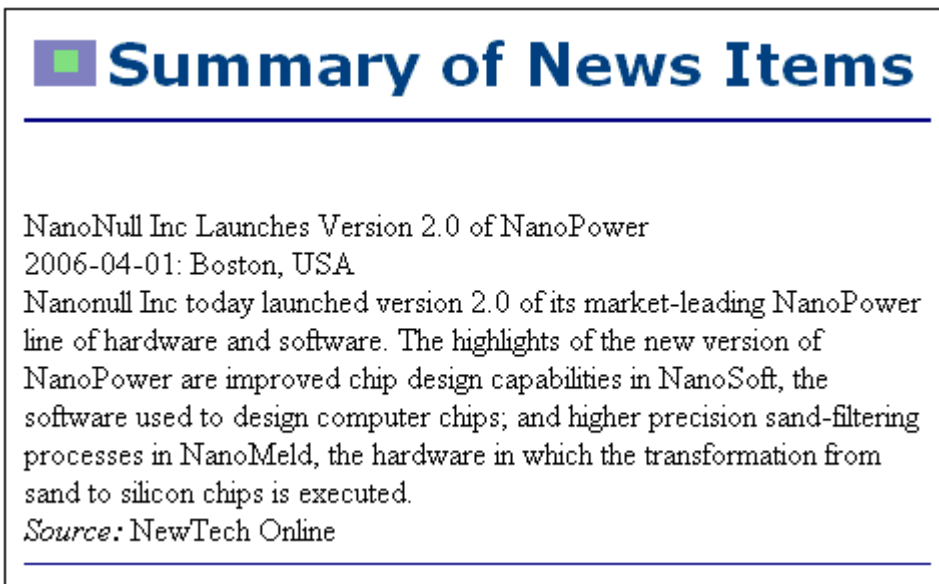 Summary of News Items
NanoNull Inc Launches Version 2.0 of NanoPower
2006-04-01: Boston, USA
Nanonull Inc today launched version 2.0 of its market-leading NanoPower
line of hardware and software. The highlights of the new version of
NanoPower are improved chip design capabilities in NanoSoft, the
software used to design computer chips; and higher precision sand-filtering
processes in NanoMeld, the hardware in which the transformation from
sand to silicon chips is executed.
Source: NewTech Online